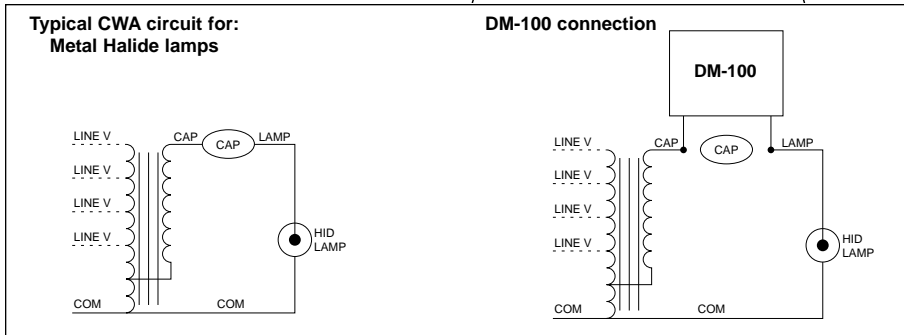 Typical CWA circuit for:
Metal Halide lamps
LINE V
CAP
CAP
LAMP
LINE V
LINE V
LINE V
HID
LAMP
COM
COM
DM-100 connection
DM-100
LINE V
CAP
CAP
LAMP
LINE V
LINE V
LINE V
HID
LAMP
COM
COM